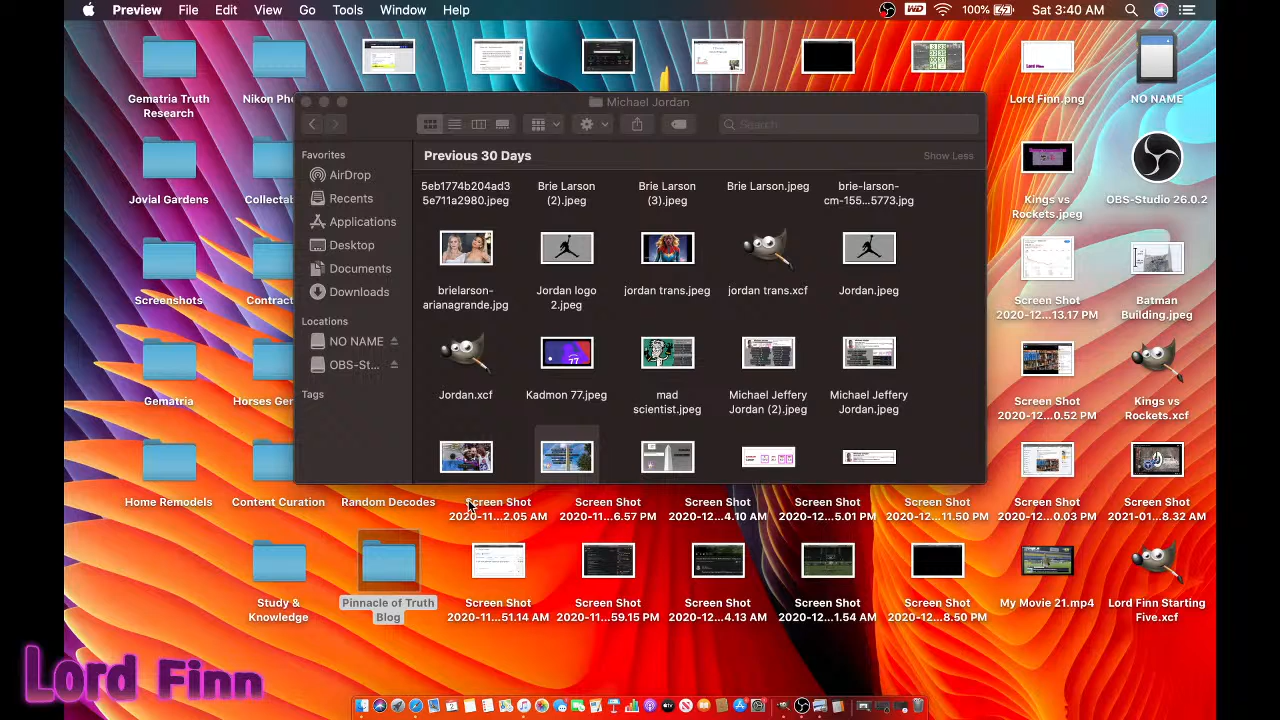 Preview File Edit View Go Tools Window Help
WD 100% Sat 3:40 AM
Gematria Truth
Research
Nikon Pho
Lord Finn.png
NO NAME
Jovial Gardens
Collectab
Kings vs
Rockets.jpeg
OBS-Studio 26.0.2
Screenshots
Contract
Screen Shot
2020-12...13.17 PM
Batman
Building.jpeg
Gematria
Horses Gem
Screen Shot
2020-12...0.52 PM
Kings vs
Rockets.xcf
Michael Jordan
Search
Favorites
AirDrop
Recents
Applications
Desktop
Documents
Downloads
Locations
NO NAME
OBS-St...
Tags
Previous 30 Days
Show Less
5eb1774b204ad3
5e711a2980.jpeg
Brie Larson
(2).jpeg
Brie Larson
(3).jpeg
Brie Larson.jpeg
brie-larson-
cm-155...5773.jpg
brielarson-
arianagrande.jpg
Jordan logo
2.jpeg
jordan trans.jpeg
jordan trans.xcf
Jordan.jpeg
Jordan.xcf
Kadmon 77.jpeg
mad
scientist.jpeg
Michael Jeffery
Jordan (2).jpeg
Michael Jeffery
Jordan.jpeg
Home Remodels
Content Curation
Random Decodes
Screen Shot
2020-11...2.05 AM
Screen Shot
2020-11...6.57 PM
Screen Shot
2020-12...4.10 AM
Screen Shot
2020-12...5.01 PM
Screen Shot
2020-12...11.50 PM
Screen Shot
2020-12...0.03 PM
Screen Shot
2021-01...8.32 AM
Study &
Knowledge
Pinnacle of Truth
Blog
Screen Shot
2020-11...51.14 AM
Screen Shot
2020-11...59.15 PM
Screen Shot
2020-12...4.13 AM
Screen Shot
2020-12...1.54 AM
Screen Shot
2020-12...8.50 PM
My Movie 21.mp4
Lord Finn Starting
Five.xcf
Lord Finn